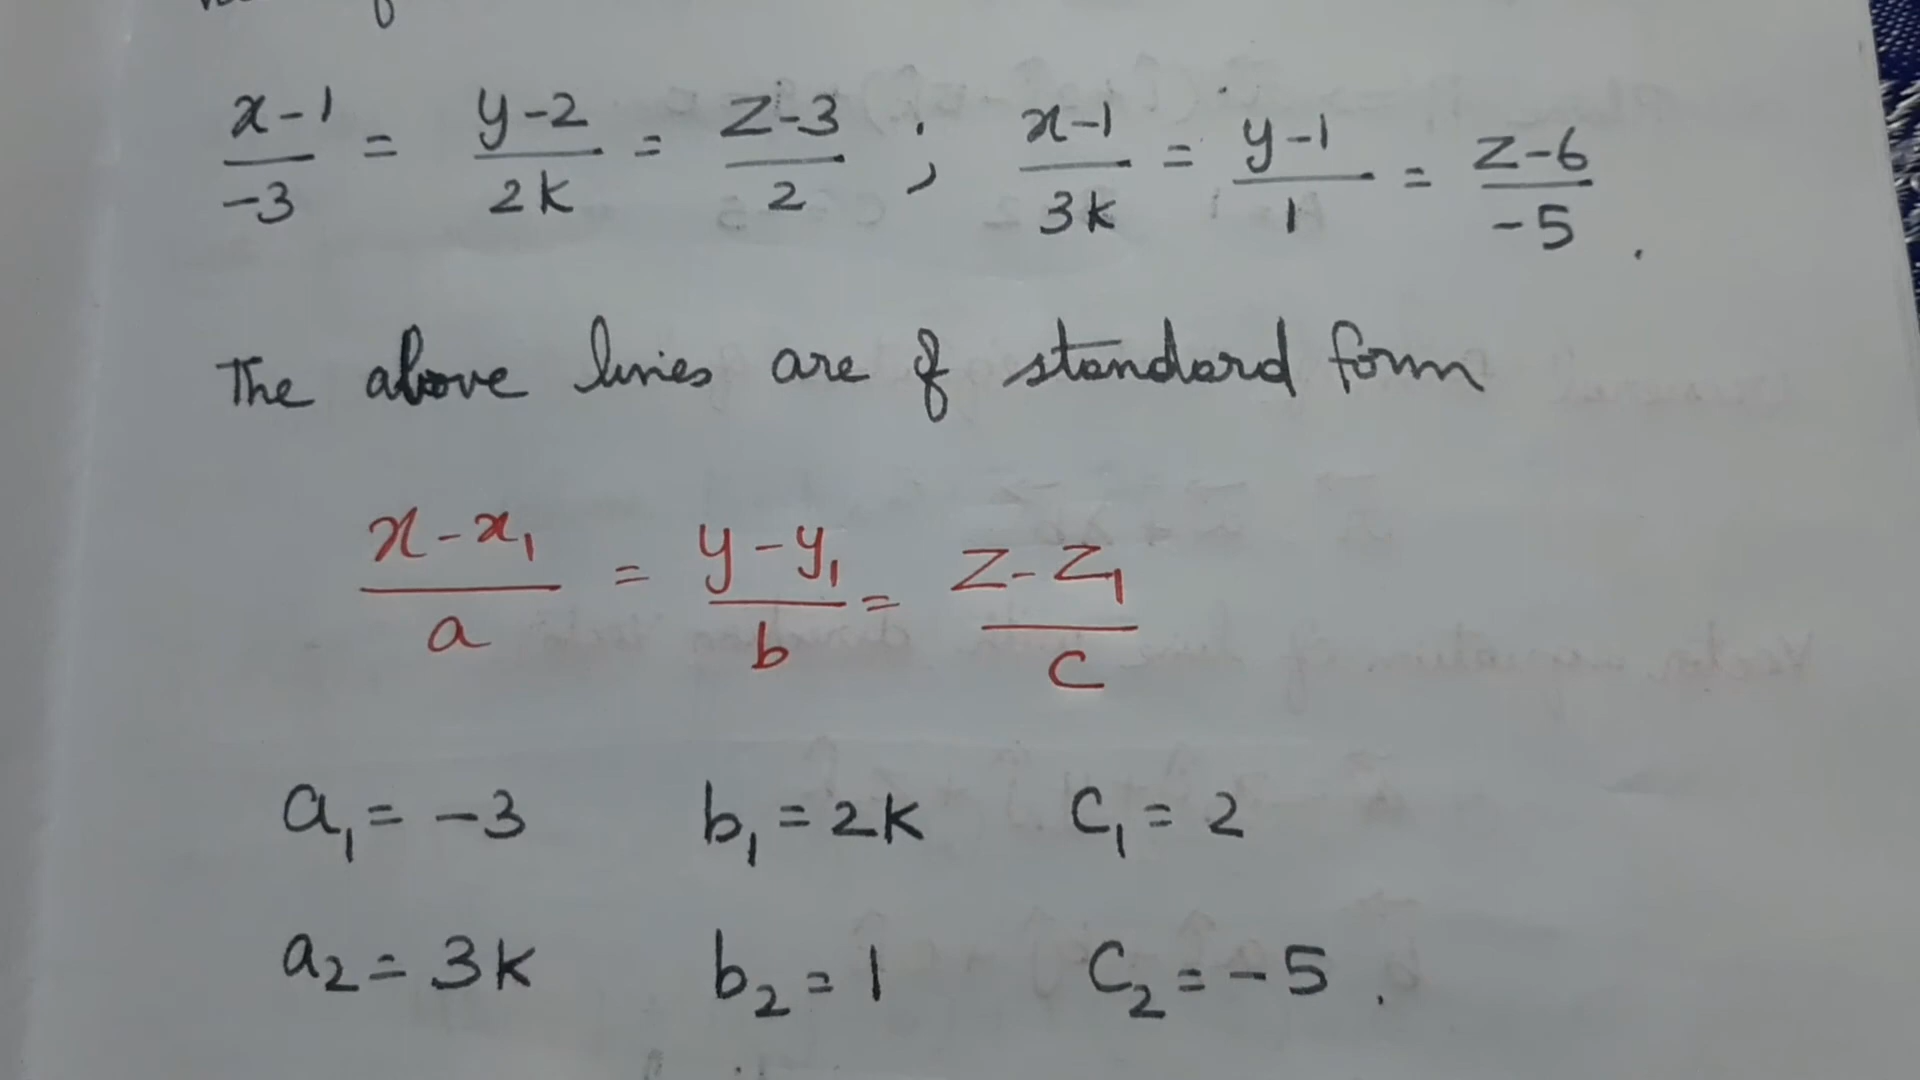 x-1/-3 = y-2/2k = z-3/2 ; x-1/3k = y-1/1 = z-6/-5 .
The above lines are of standard form
x-x₁/a = y-y₁/b = z-z₁/c
a₁ = -3 b₁ = 2k c₁ = 2
a₂ = 3k b₂ = 1 c₂ = -5 .